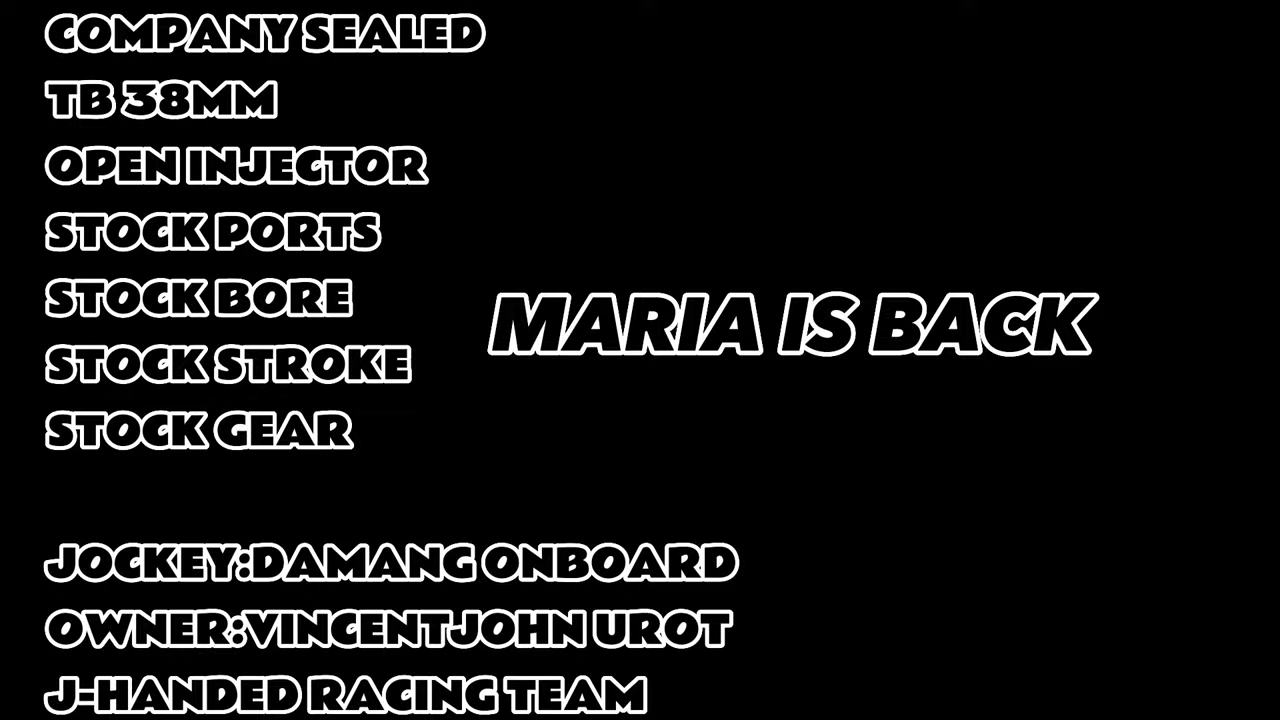 COMPANY SEALED
TB 38MM
OPEN INJECTOR
STOCK PORTS
STOCK BORE
STOCK STROKE
STOCK GEAR
MARIA IS BACK
JOCKEY:DAMANG ONBOARD
OWNER:VINCENTJOHN UROT
J-HANDED RACING TEAM